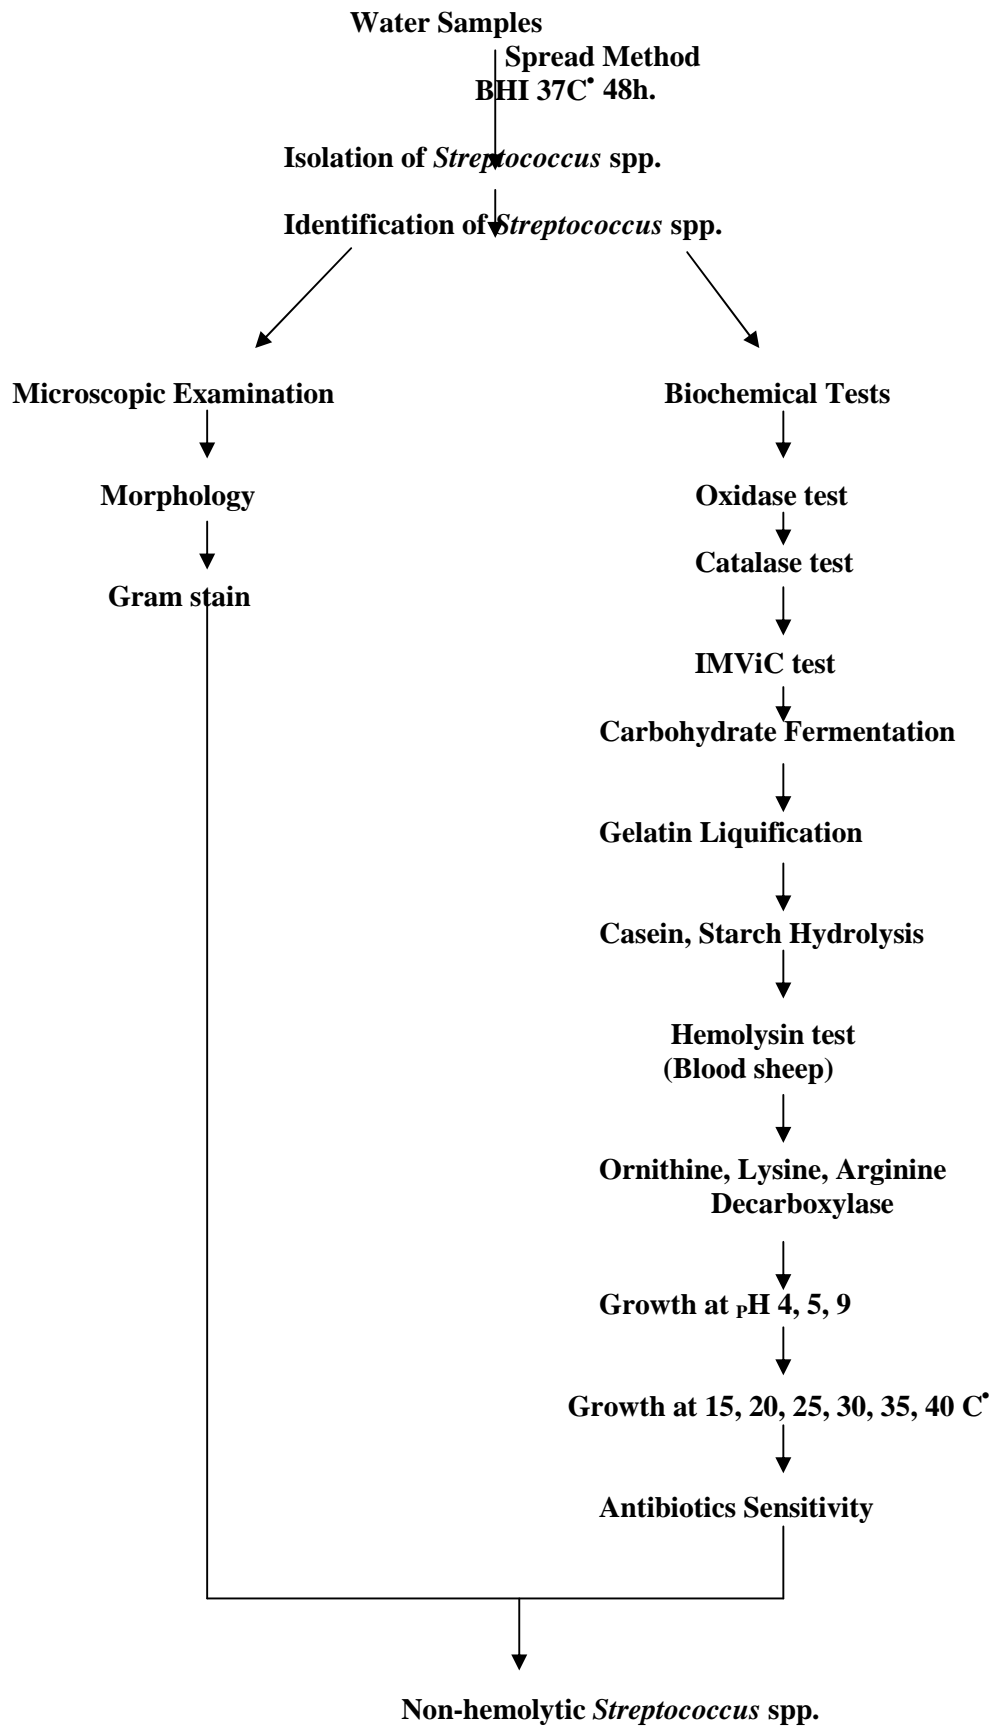 Water Samples
Spread Method
BHI 37C• 48h.
Isolation of Streptococcus spp.
Identification of Streptococcus spp.
Microscopic Examination
Morphology
Gram stain
Biochemical Tests
Oxidase test
Catalase test
IMViC test
Carbohydrate Fermentation
Gelatin Liquification
Casein, Starch Hydrolysis
Hemolysin test
(Blood sheep)
Ornithine, Lysine, Arginine
Decarboxylase
Growth at PH 4, 5, 9
Growth at 15, 20, 25, 30, 35, 40 C•
Antibiotics Sensitivity
Non-hemolytic Streptococcus spp.